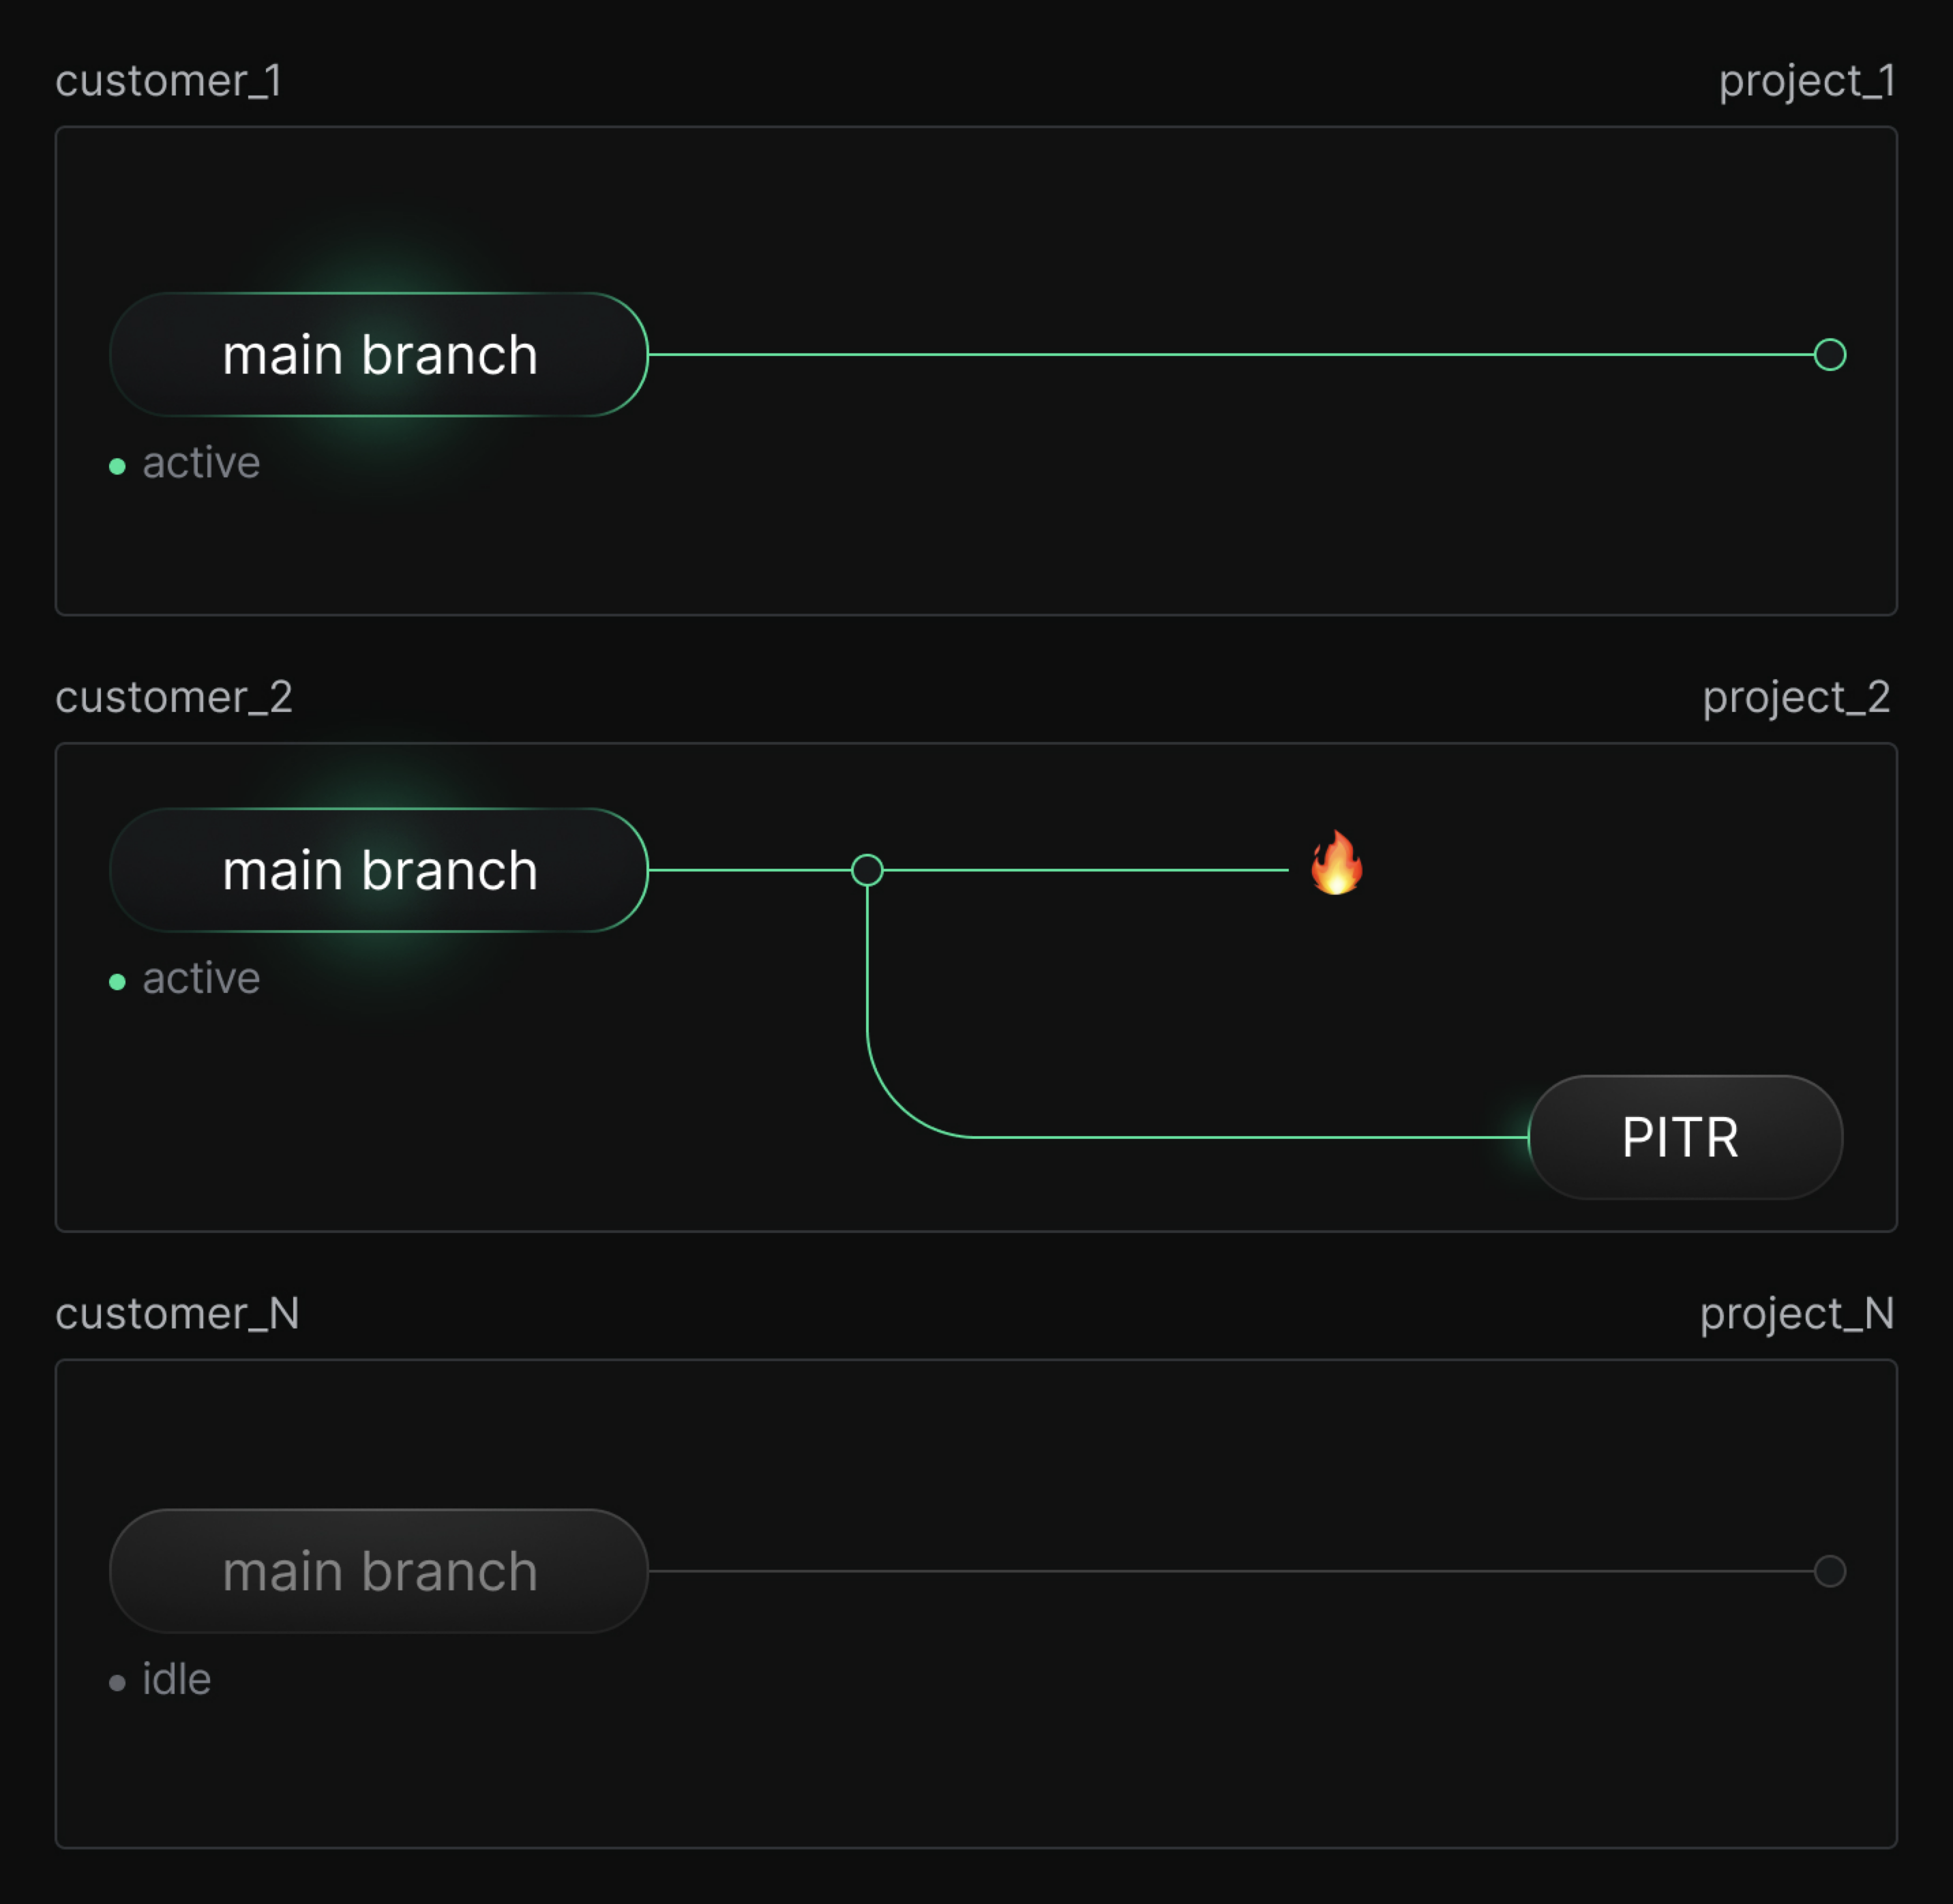 customer_1
project_1
main branch
active
customer_2
project_2
main branch
active
PITR
customer_N
project_N
main branch
idle